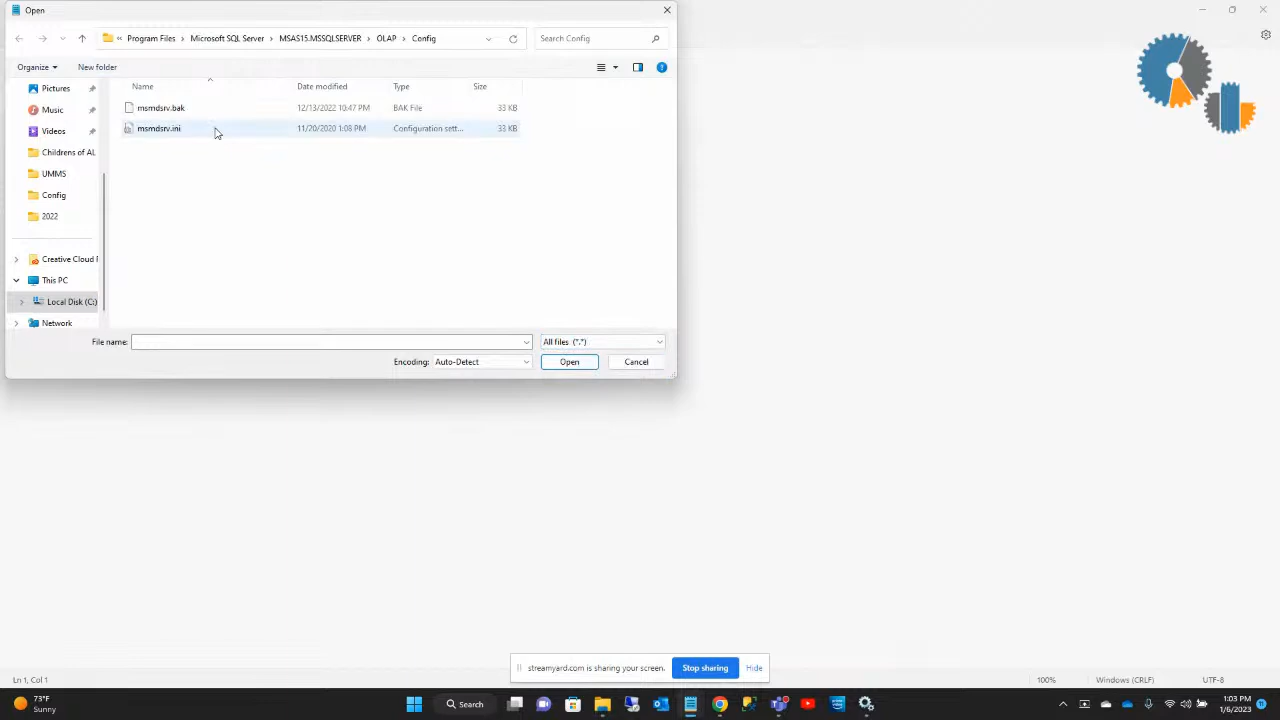 Open
Program Files > Microsoft SQL Server > MSAS15.MSSQLSERVER > OLAP > Config
Search Config
Organize
New folder
Name Date modified Type Size
msmdsrv.bak 12/13/2022 10:47 PM BAK File 33 KB
msmdsrv.ini 11/20/2020 1:08 PM Configuration sett... 33 KB
Pictures
Music
Videos
Childrens of AL
UMMS
Config
2022
Creative Cloud F
This PC
Local Disk (C:)
Network
File name:
All files (*.*)
Encoding: Auto-Detect
Open
Cancel
streamyard.com is sharing your screen.
Stop sharing
Hide
Ln 1, Col 1
100%
Windows (CRLF)
UTF-8
73°F
Sunny
Search
1:03 PM
1/6/2023